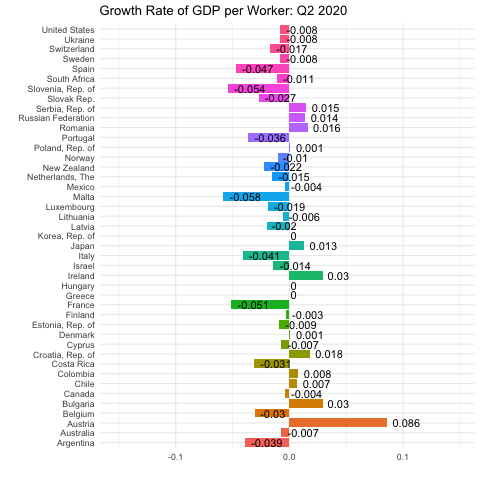 Growth Rate of GDP per Worker: Q2 2020
United States -0.008
Ukraine -0.008
Switzerland -0.017
Sweden -0.008
Spain -0.047
South Africa -0.011
Slovenia, Rep. of -0.054
Slovak Rep. -0.027
Serbia, Rep. of 0.015
Russian Federation 0.014
Romania 0.016
Portugal -0.036
Poland, Rep. of 0.001
Norway -0.01
New Zealand -0.022
Netherlands, The -0.015
Mexico -0.004
Malta -0.058
Luxembourg -0.019
Lithuania -0.006
Latvia -0.02
Korea, Rep. of 0
Japan 0.013
Italy -0.041
Israel -0.014
Ireland 0.03
Hungary 0
Greece 0
France -0.051
Finland -0.003
Estonia, Rep. of -0.009
Denmark 0.001
Cyprus -0.007
Croatia, Rep. of 0.018
Costa Rica -0.031
Colombia 0.008
Chile 0.007
Canada -0.004
Bulgaria 0.03
Belgium -0.03
Austria 0.086
Australia -0.007
Argentina -0.039
-0.1 0.0 0.1